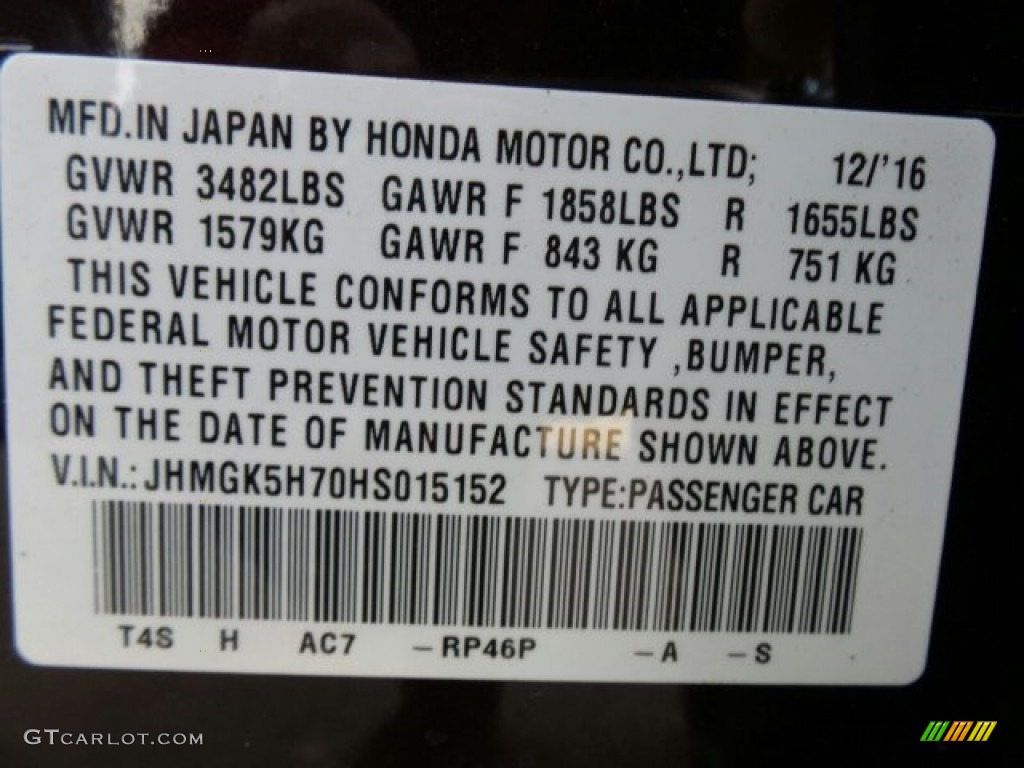 MFD.IN JAPAN BY HONDA MOTOR CO.,LTD; 12/'16
GVWR 3482LBS GAWR F 1858LBS R 1655LBS
GVWR 1579KG GAWR F 843 KG R 751 KG
THIS VEHICLE CONFORMS TO ALL APPLICABLE
FEDERAL MOTOR VEHICLE SAFETY ,BUMPER,
AND THEFT PREVENTION STANDARDS IN EFFECT
ON THE DATE OF MANUFACTURE SHOWN ABOVE.
V.I.N.: JHMGK5H70HS015152 TYPE:PASSENGER CAR
T4S H AC7 –RP46P –A –S
GTCARLOT.COM